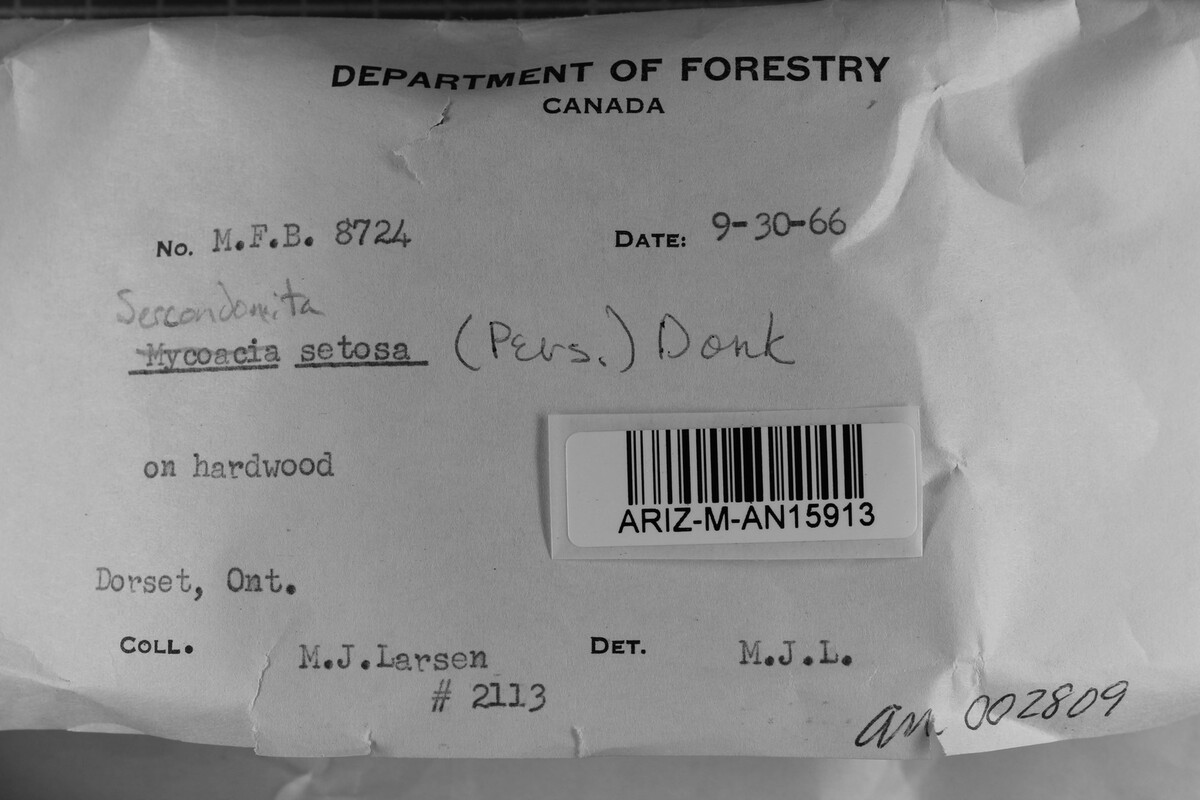 DEPARTMENT OF FORESTRY
CANADA
No. M.F.B. 8724 DATE: 9-30-66
Sercondomita
Mycoacia setosa (Pers.) Donk
on hardwood
ARIZ-M-AN15913
Dorset, Ont.
COLL. M.J.Larsen DET. M.J.L.
# 2113
an 002809